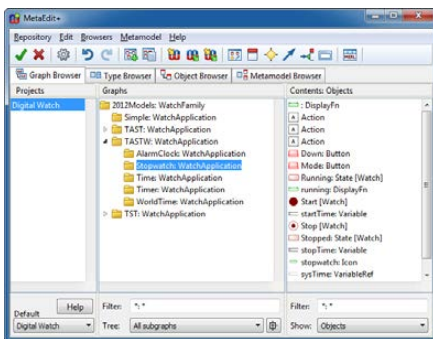 MetaEdit+
Repository Edit Browsers Metamodel Help
Graph Browser Type Browser Object Browser Metamodel Browser
Projects
Digital Watch
Graphs
2012Models: WatchFamily
Simple: WatchApplication
TAST: WatchApplication
TASTW: WatchApplication
AlarmClock: WatchApplication
Stopwatch: WatchApplication
Time: WatchApplication
Timer: WatchApplication
WorldTime: WatchApplication
TST: WatchApplication
Contents: Objects
: DisplayFn
Action
Action
Action
Down: Button
Mode: Button
Running: State [Watch]
running: DisplayFn
Start [Watch]
startTime: Variable
Stop [Watch]
Stopped: State [Watch]
stopTime: Variable
stopwatch: Icon
sysTime: VariableRef
Default
Help
Digital Watch
Filter: *: *
Tree: All subgraphs
Filter: *: *
Show: Objects